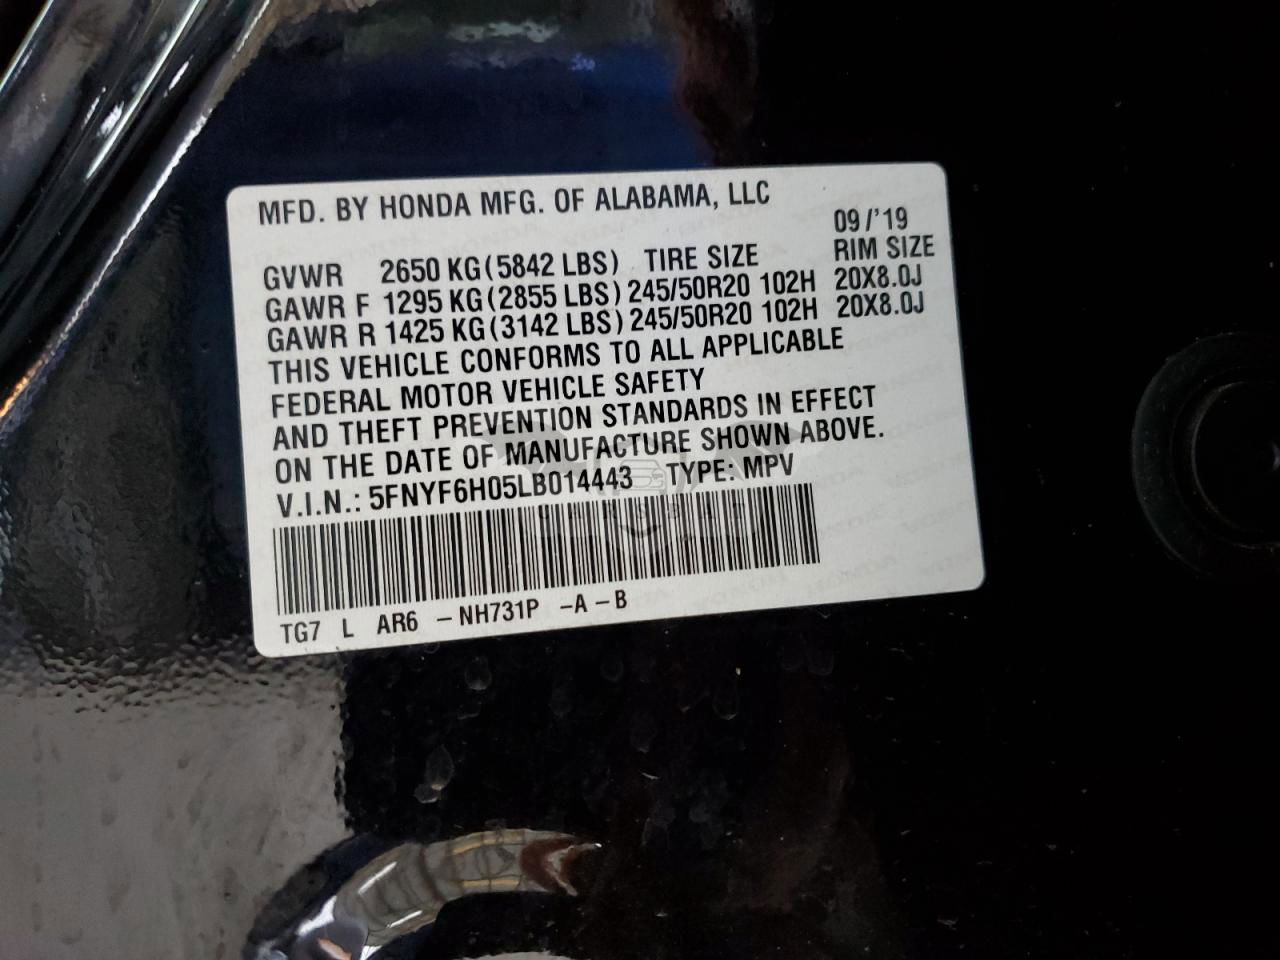 MFD. BY HONDA MFG. OF ALABAMA, LLC
09/'19
GVWR 2650 KG(5842 LBS) TIRE SIZE RIM SIZE
GAWR F 1295 KG(2855 LBS) 245/50R20 102H 20X8.0J
GAWR R 1425 KG(3142 LBS) 245/50R20 102H 20X8.0J
THIS VEHICLE CONFORMS TO ALL APPLICABLE
FEDERAL MOTOR VEHICLE SAFETY
AND THEFT PREVENTION STANDARDS IN EFFECT
ON THE DATE OF MANUFACTURE SHOWN ABOVE.
V.I.N.: 5FNYF6H05LB014443 TYPE: MPV
TG7 L AR6 -NH731P -A-B